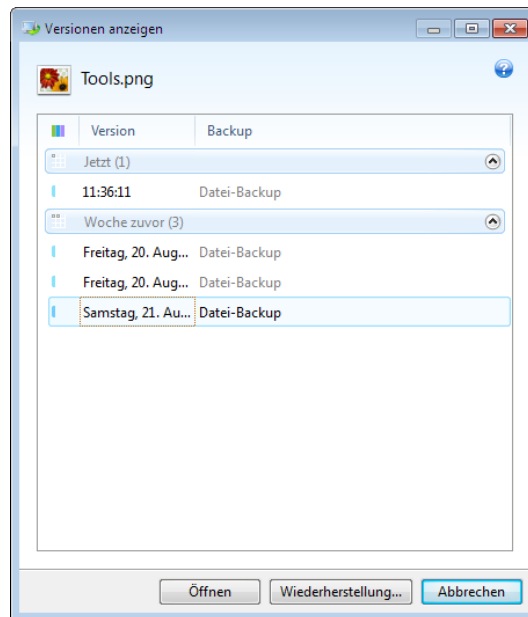 Versionen anzeigen
Tools.png
Version Backup
Jetzt (1)
11:36:11 Datei-Backup
Woche zuvor (3)
Freitag, 20. Aug... Datei-Backup
Freitag, 20. Aug... Datei-Backup
Samstag, 21. Au... Datei-Backup
Öffnen Wiederherstellung... Abbrechen